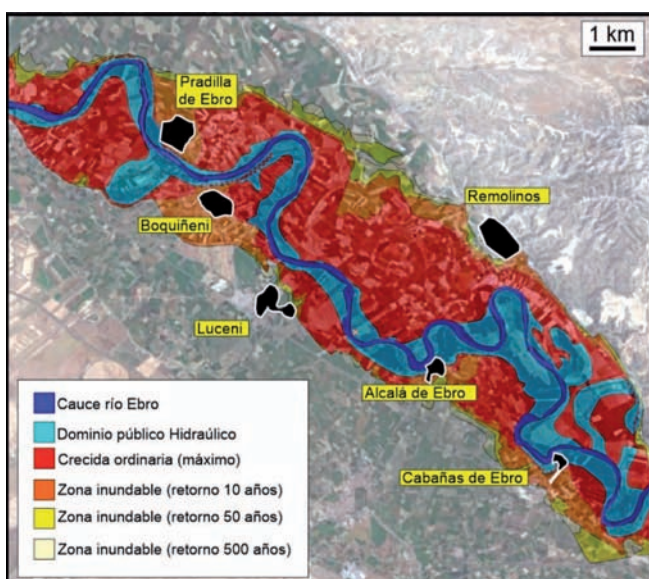 1 km
Pradilla
de Ebro
Remolinos
Boquiñeni
Luceni
Alcalá de Ebro
Cabañas de Ebro
Cauce río Ebro
Dominio público Hidraúlico
Crecida ordinaria (máximo)
Zona inundable (retorno 10 años)
Zona inundable (retorno 50 años)
Zona inundable (retorno 500 años)